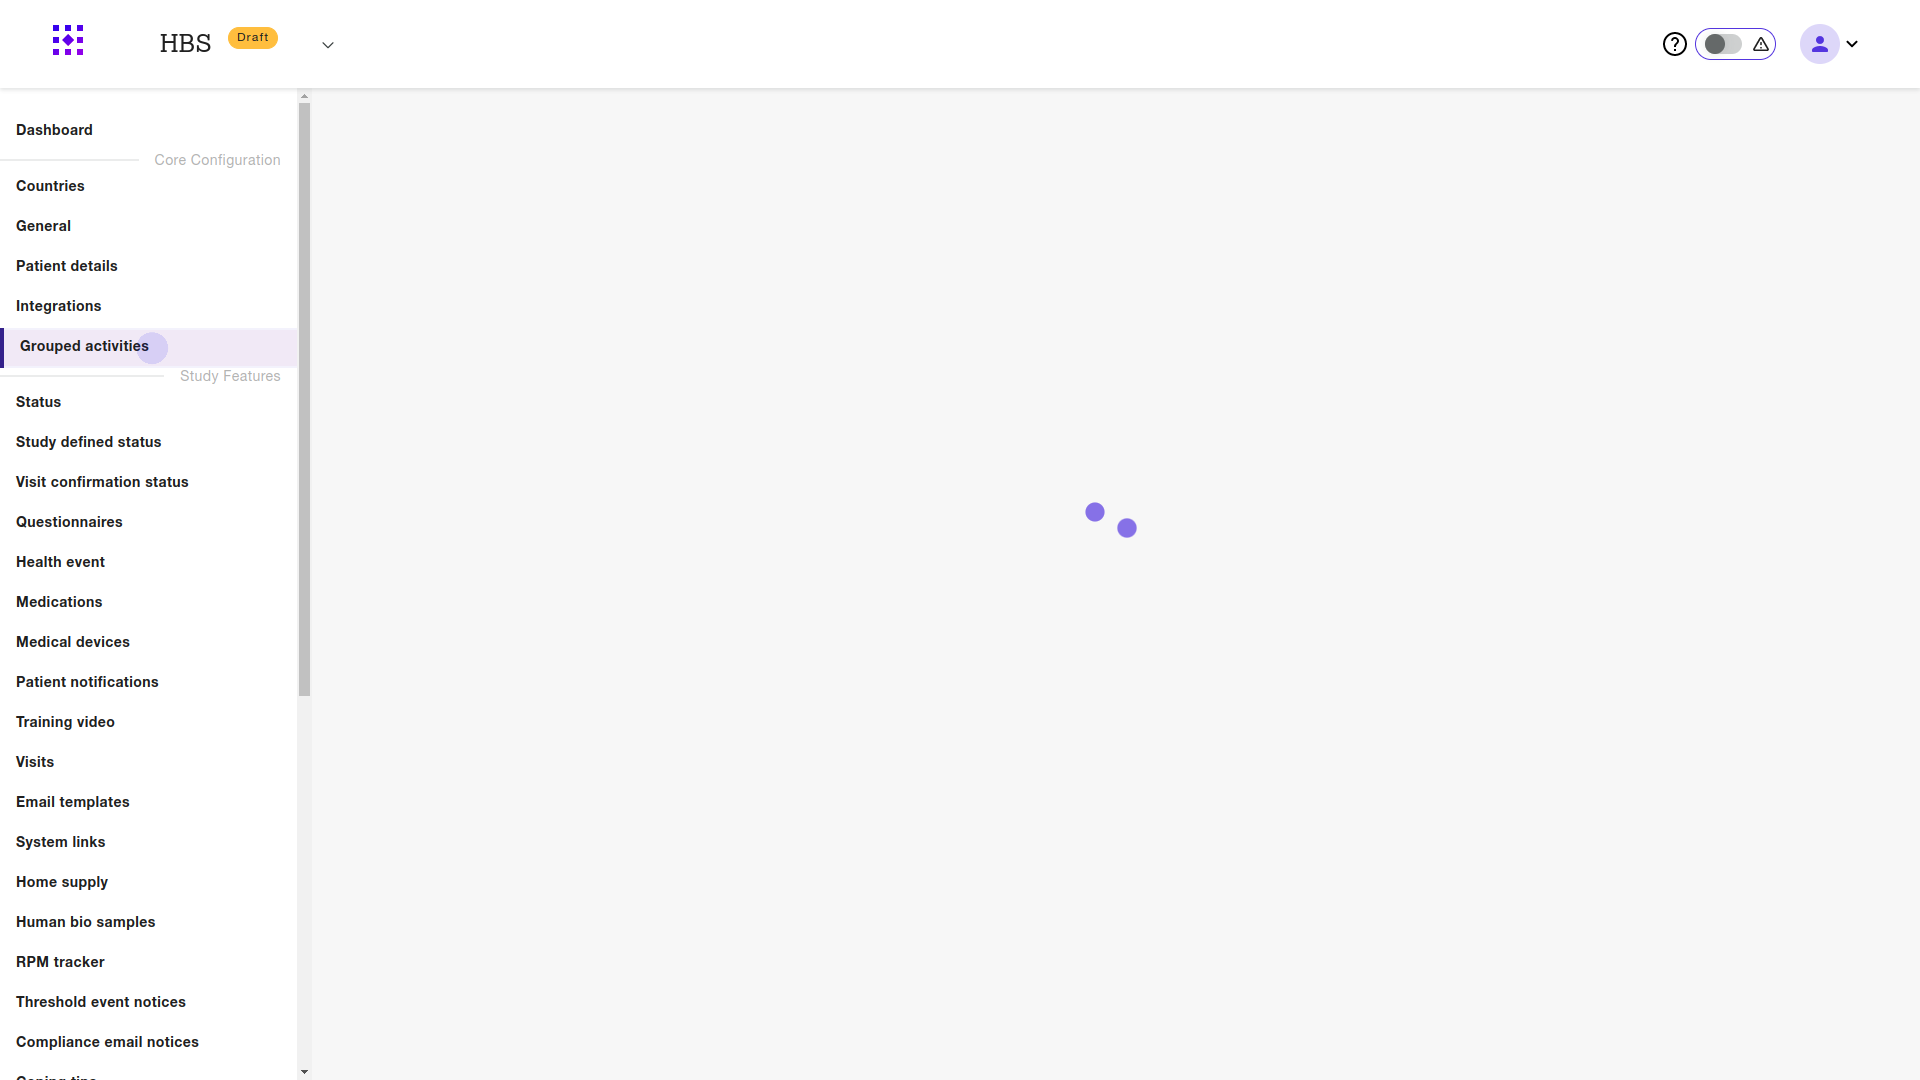 HBS
Draft
Dashboard
Core Configuration
Countries
General
Patient details
Integrations
Grouped activities
Study Features
Status
Study defined status
Visit confirmation status
Questionnaires
Health event
Medications
Medical devices
Patient notifications
Training video
Visits
Email templates
System links
Home supply
Human bio samples
RPM tracker
Threshold event notices
Compliance email notices